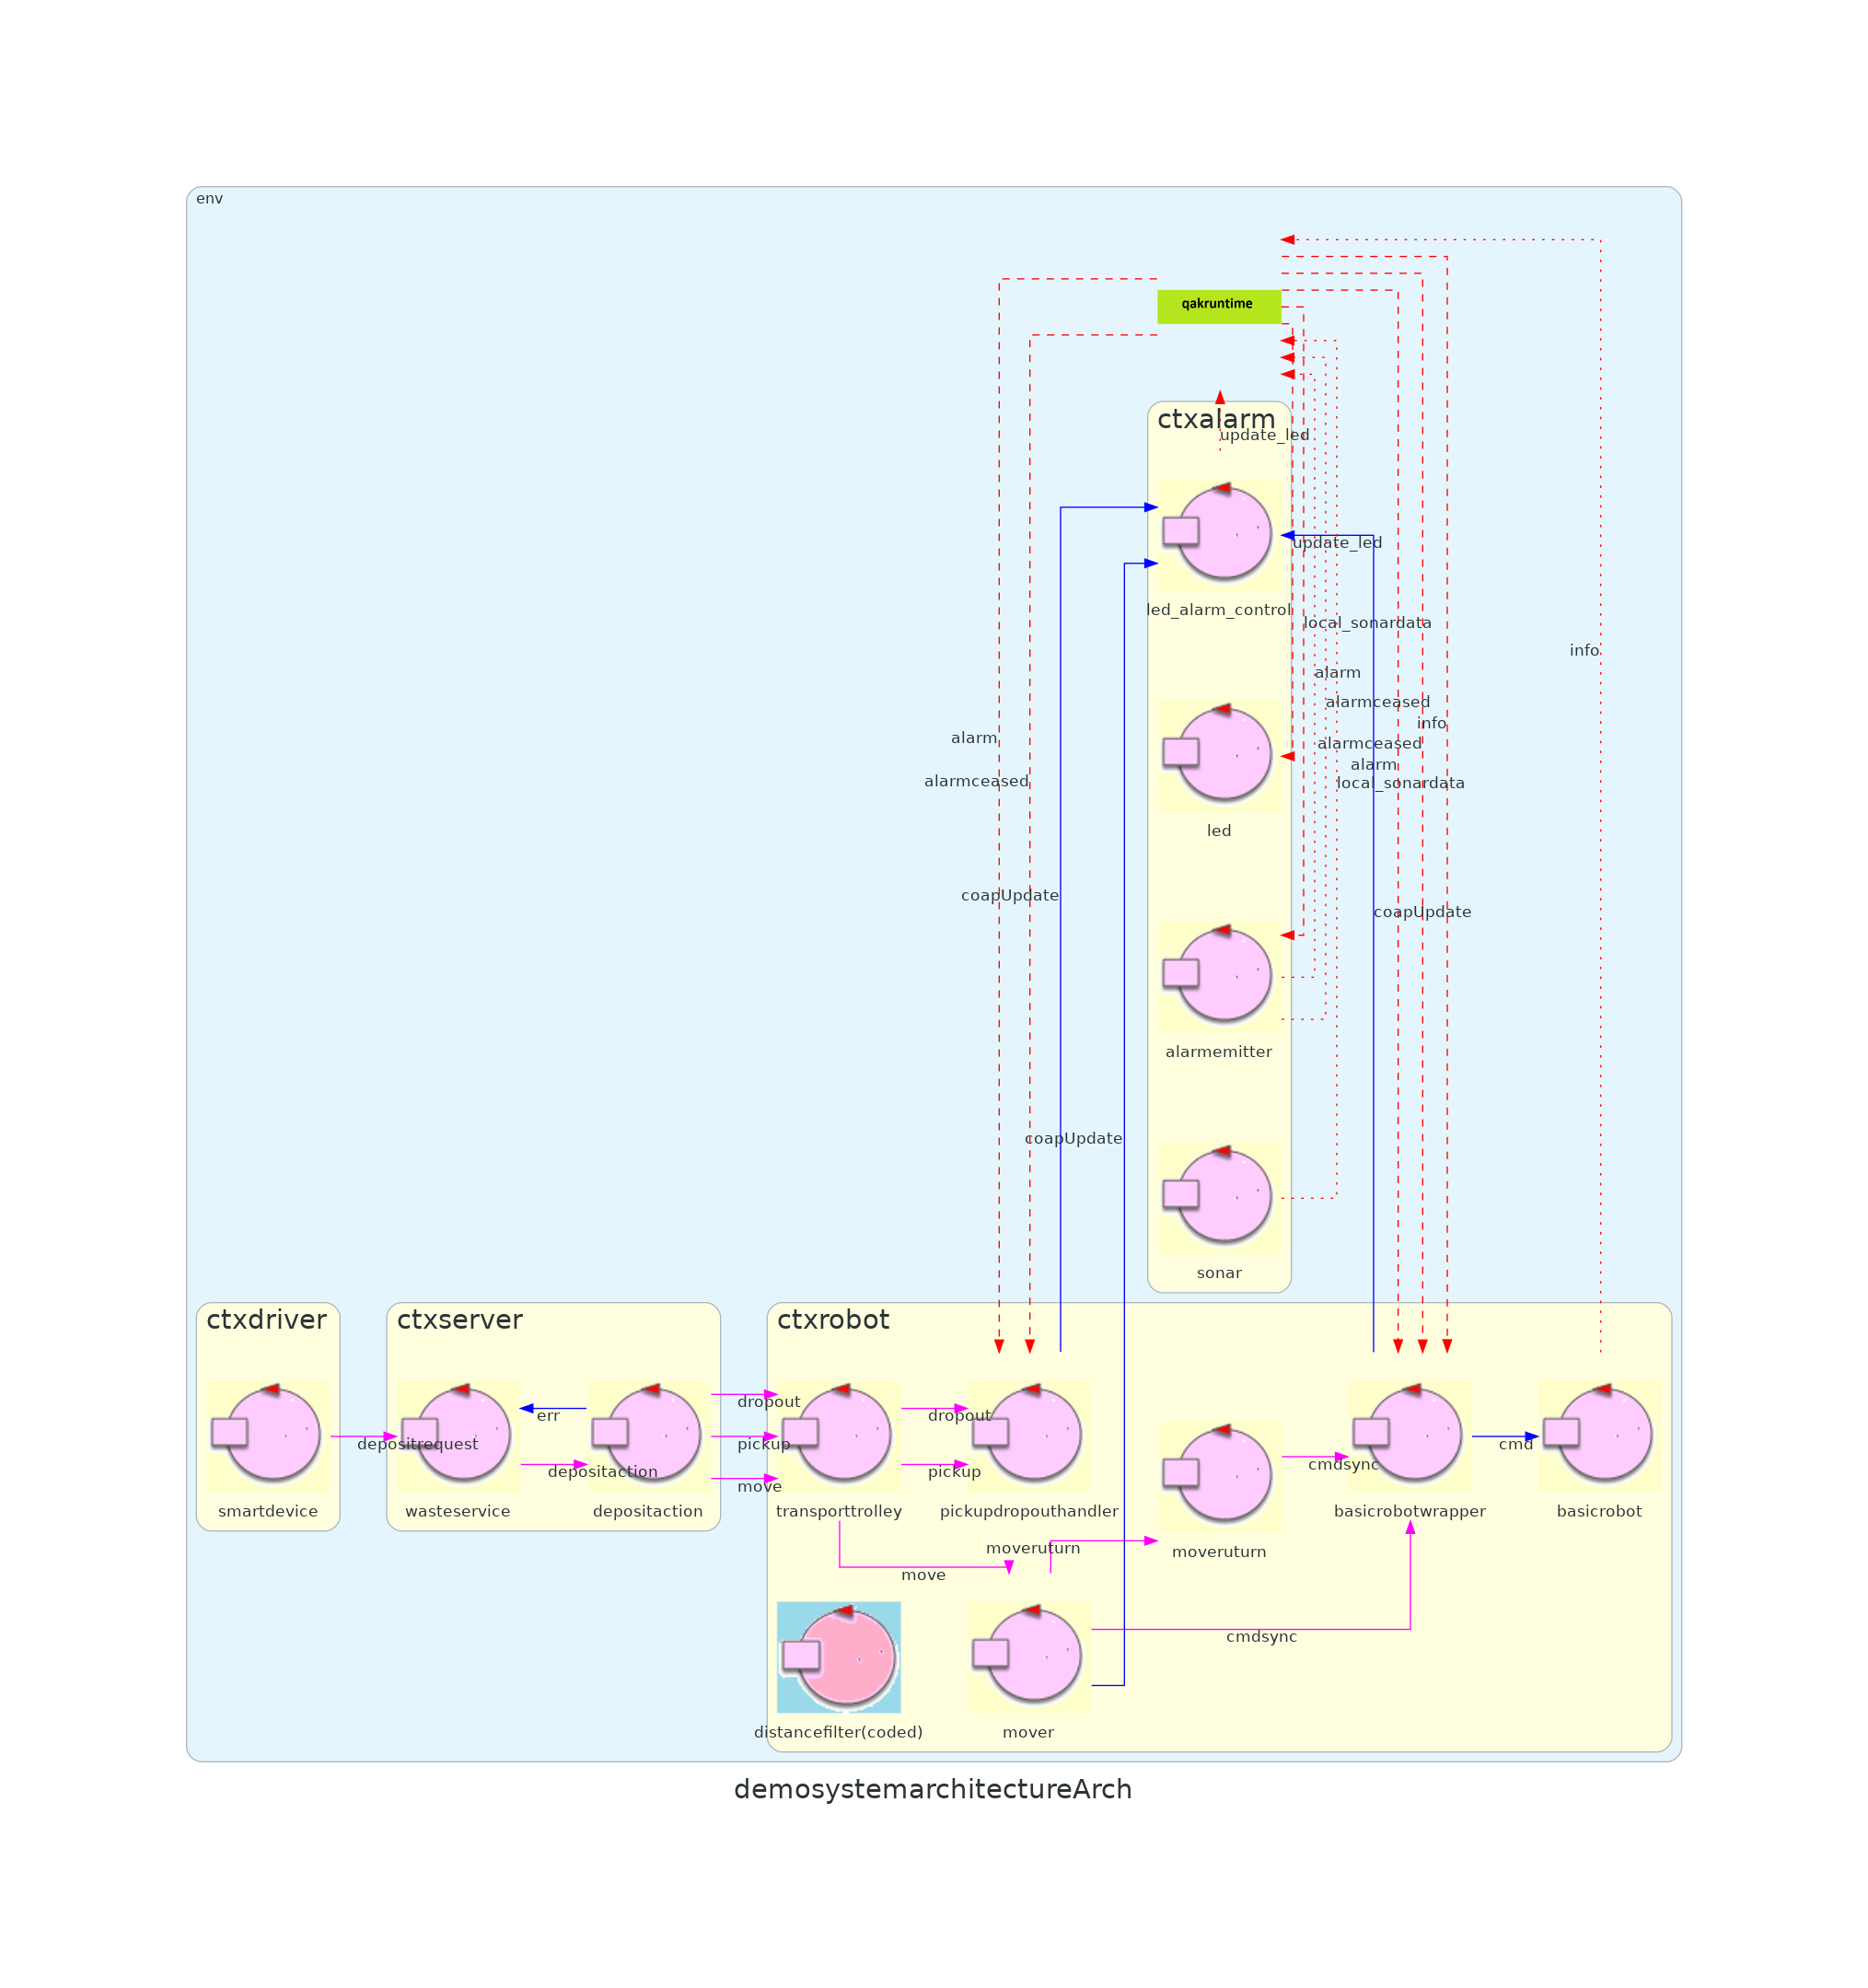 env
qakruntime
ctxalarm
update_led
update_led
led_alarm_control
local_sonardata
info
alarm
alarmceased
info
alarm
alarmceased
alarm
alarmceased
local_sonardata
led
coapUpdate
coapUpdate
alarmemitter
coapUpdate
sonar
ctxdriver
ctxserver
ctxrobot
dropout
err
dropout
depositrequest
pickup
cmd
cmdsync
depositaction
pickup
move
smartdevice
wasteservice
depositaction
transporttrolley
pickupdropouthandler
basicrobotwrapper
basicrobot
moveruturn
moveruturn
move
cmdsync
distancefilter(coded)
mover
demosystemarchitectureArch